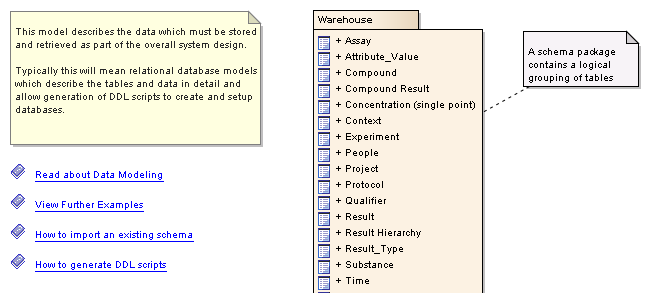 This model describes the data which must be stored
and retrieved as part of the overall system design.
Typically this will mean relational database models
which describe the tables and data in detail and
allow generation of DDL scripts to create and setup
databases.
Read about Data Modeling
View Further Examples
How to import an existing schema
How to generate DDL scripts
Warehouse
+ Assay
+ Attribute_Value
+ Compound
+ Compound Result
+ Concentration (single point)
+ Context
+ Experiment
+ People
+ Project
+ Protocol
+ Qualifier
+ Result
+ Result Hierarchy
+ Result_Type
+ Substance
+ Time
A schema package
contains a logical
grouping of tables